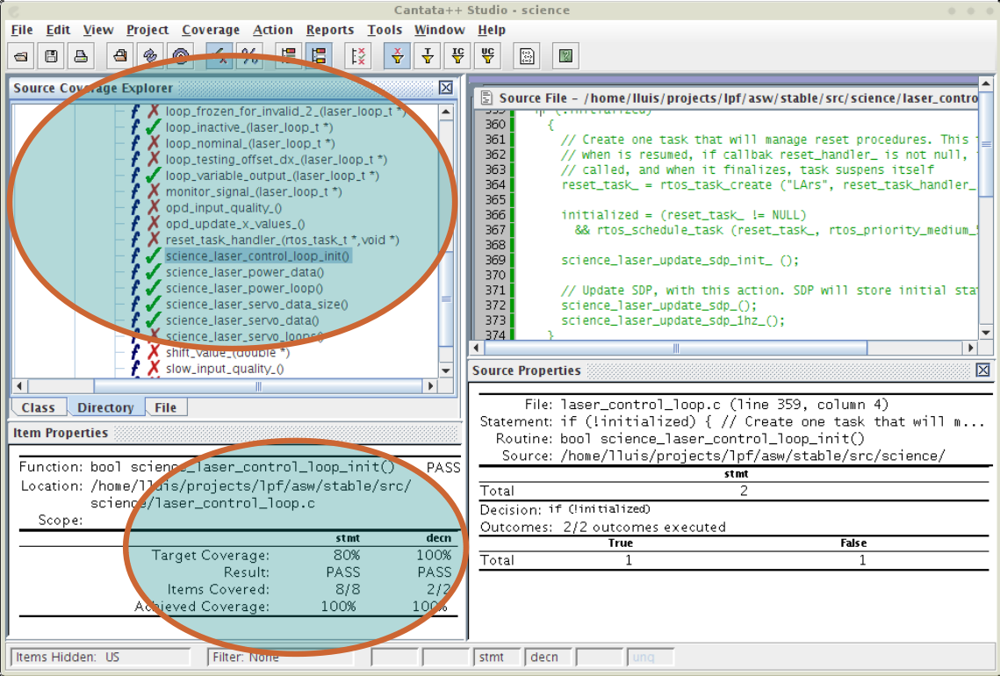 Cantata++ Studio - science
File Edit View Project Coverage Action Reports Tools Window Help
% X T IC UC
Source Coverage Explorer
f loop_frozen_for_invalid_2_(laser_loop_t *)
f loop_inactive_(laser_loop_t *)
f loop_nominal_(laser_loop_t *)
f loop_testing_offset_dx_(laser_loop_t *)
f loop_variable_output_(laser_loop_t *)
f monitor_signal_(laser_loop_t *)
f opd_input_quality_()
f opd_update_x_values_()
f reset_task_handler_(rtos_task_t *,void *)
f science_laser_control_loop_init()
f science_laser_power_data()
f science_laser_power_loop()
f science_laser_servo_data_size()
f science_laser_servo_data()
f science_laser_servo_loops()
f shift_value_(double *)
f slow_input_quality_()
Class Directory File
Item Properties
Function: bool science_laser_control_loop_init() PASS
Location: /home/lluis/projects/lpf/asw/stable/src/
science/laser_control_loop.c
Scope:
stmt decn
Target Coverage: 80% 100%
Result: PASS PASS
Items Covered: 8/8 2/2
Achieved Coverage: 100% 100%
Source File - /home/lluis/projects/lpf/asw/stable/src/science/laser_contro
359 if (!initialized)
360 {
361 // Create one task that will manage reset procedures. This
362 // when is resumed, if callbak reset_handler_ is not null,
363 // called, and when it finalizes, task suspens itself
364 reset_task_ = rtos_task_create ("LArs", reset_task_handler_
365
366 initialized = (reset_task_ != NULL)
367 && rtos_schedule_task (reset_task_, rtos_priority_medium_
368
369 science_laser_update_sdp_init_ ();
370
371 // Update SDP, with this action. SDP will store initial sta
372 science_laser_update_sdp_();
373 science_laser_update_sdp_1hz_();
374 }
Source Properties
File: laser_control_loop.c (line 359, column 4)
Statement: if (!initialized) { // Create one task that will m...
Routine: bool science_laser_control_loop_init()
Source: /home/lluis/projects/lpf/asw/stable/src/science/
stmt
Total 2
Decision: if (!initialized)
Outcomes: 2/2 outcomes executed
True False
Total 1 1
Items Hidden: US Filter: None stmt decn unq